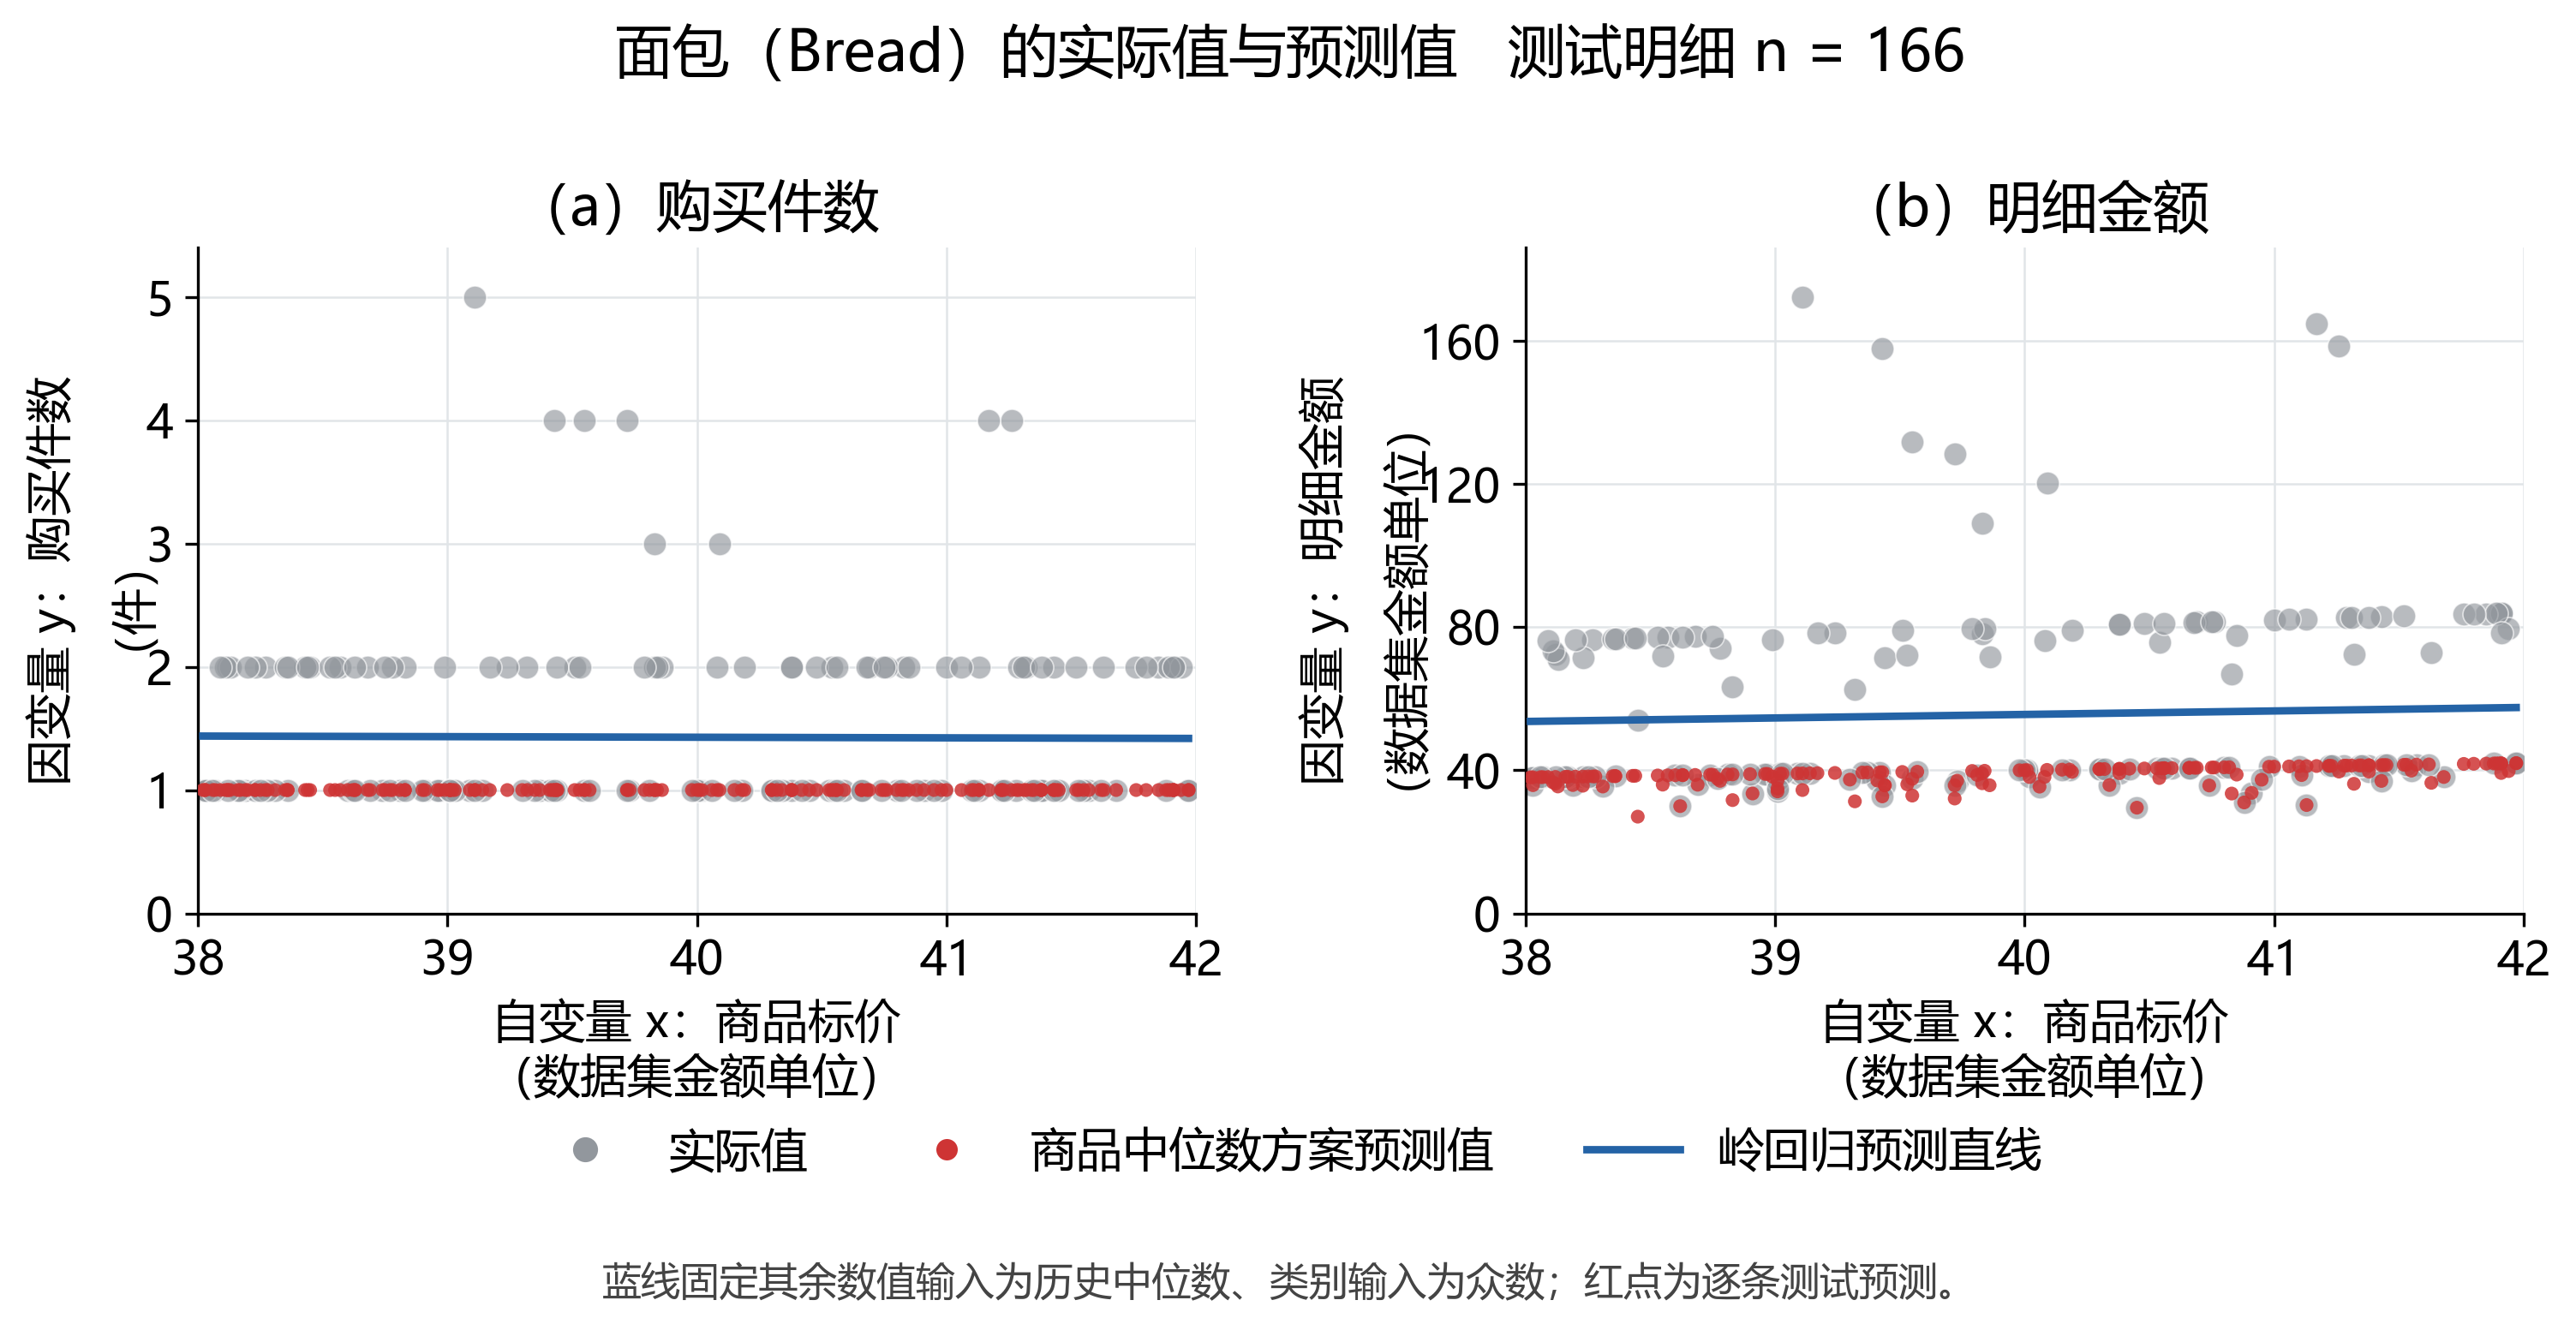 面包（Bread）的实际值与预测值 测试明细 n = 166
（a）购买件数
因变量 y：购买件数
（件）
5
4
3
2
1
0
38
39
40
41
42
自变量 x：商品标价
（数据集金额单位）
（b）明细金额
因变量 y：明细金额
（数据集金额单位）
160
120
80
40
0
38
39
40
41
42
自变量 x：商品标价
（数据集金额单位）
实际值
商品中位数方案预测值
岭回归预测直线
蓝线固定其余数值输入为历史中位数、类别输入为众数；红点为逐条测试预测。